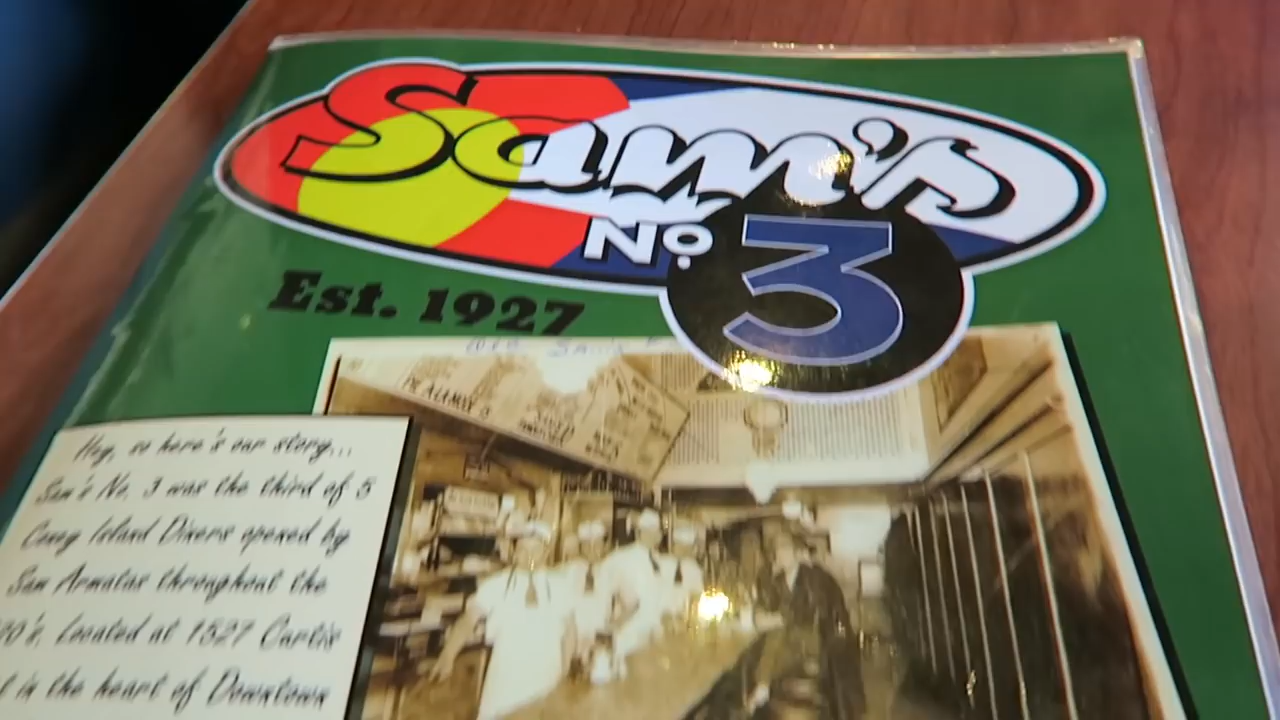 Sam's
No. 3
Est. 1927
Hey, so here's our story...
Sam's No. 3 was the third of 5
Coney Island Diners opened by
Sam Armatas throughout the
20's. Located at 1527 Curtis
in the heart of Downtown